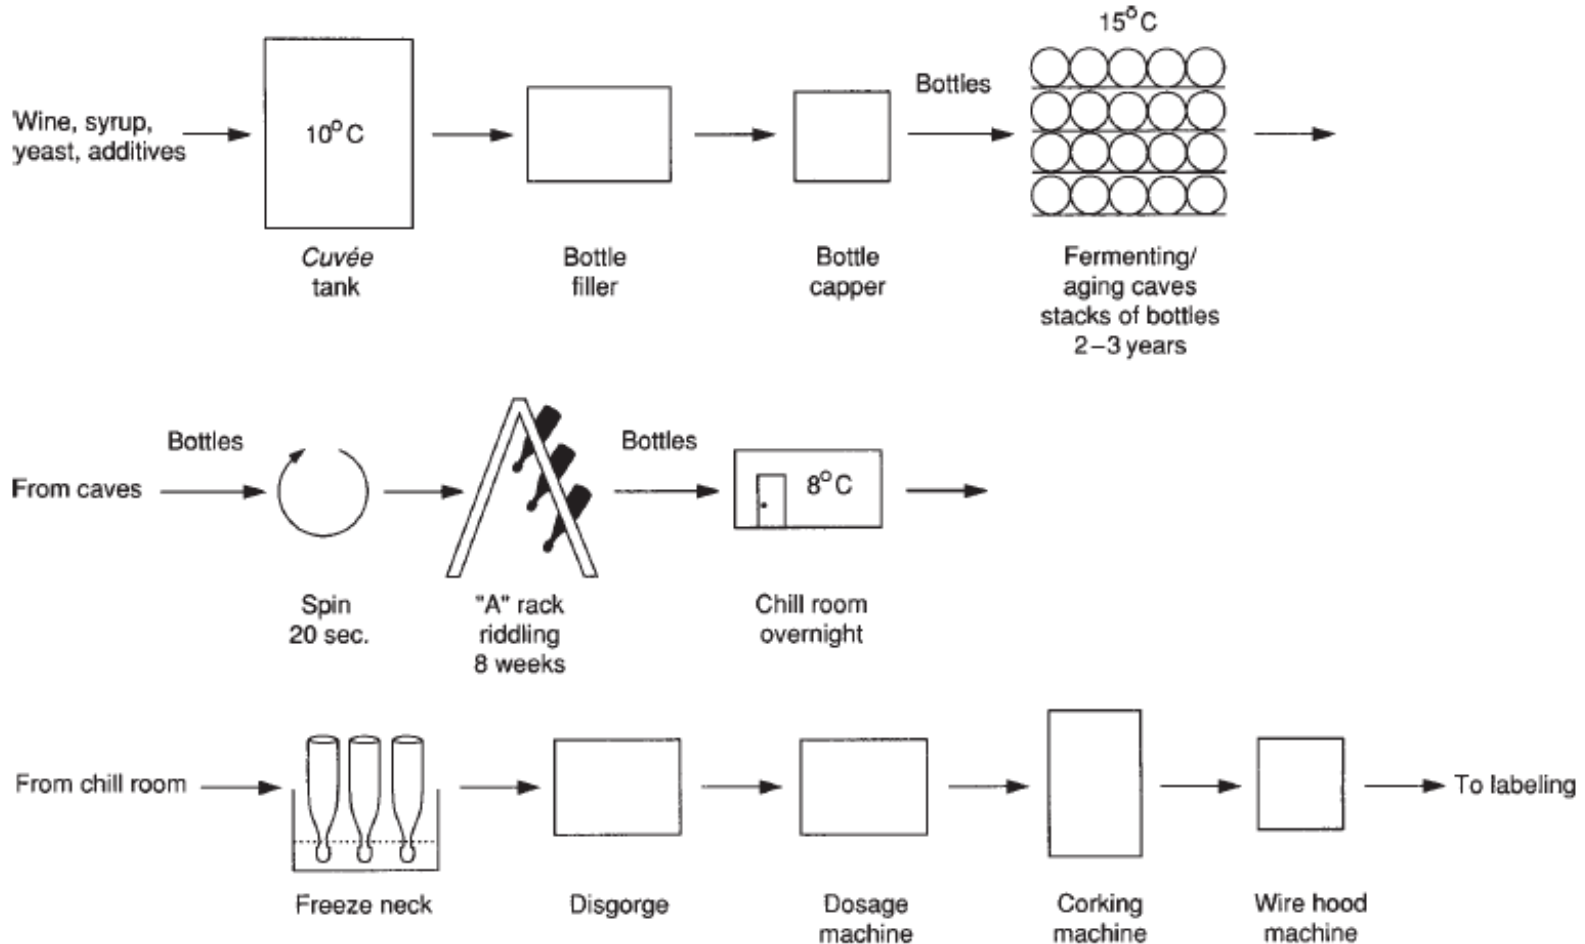 15°C
Bottles
Wine, syrup,
yeast, additives
10°C
Cuvée
tank
Bottle
filler
Bottle
capper
Fermenting/
aging caves
stacks of bottles
2–3 years
Bottles
Bottles
From caves
8°C
Spin
20 sec.
"A" rack
riddling
8 weeks
Chill room
overnight
From chill room
To labeling
Freeze neck
Disgorge
Dosage
machine
Corking
machine
Wire hood
machine